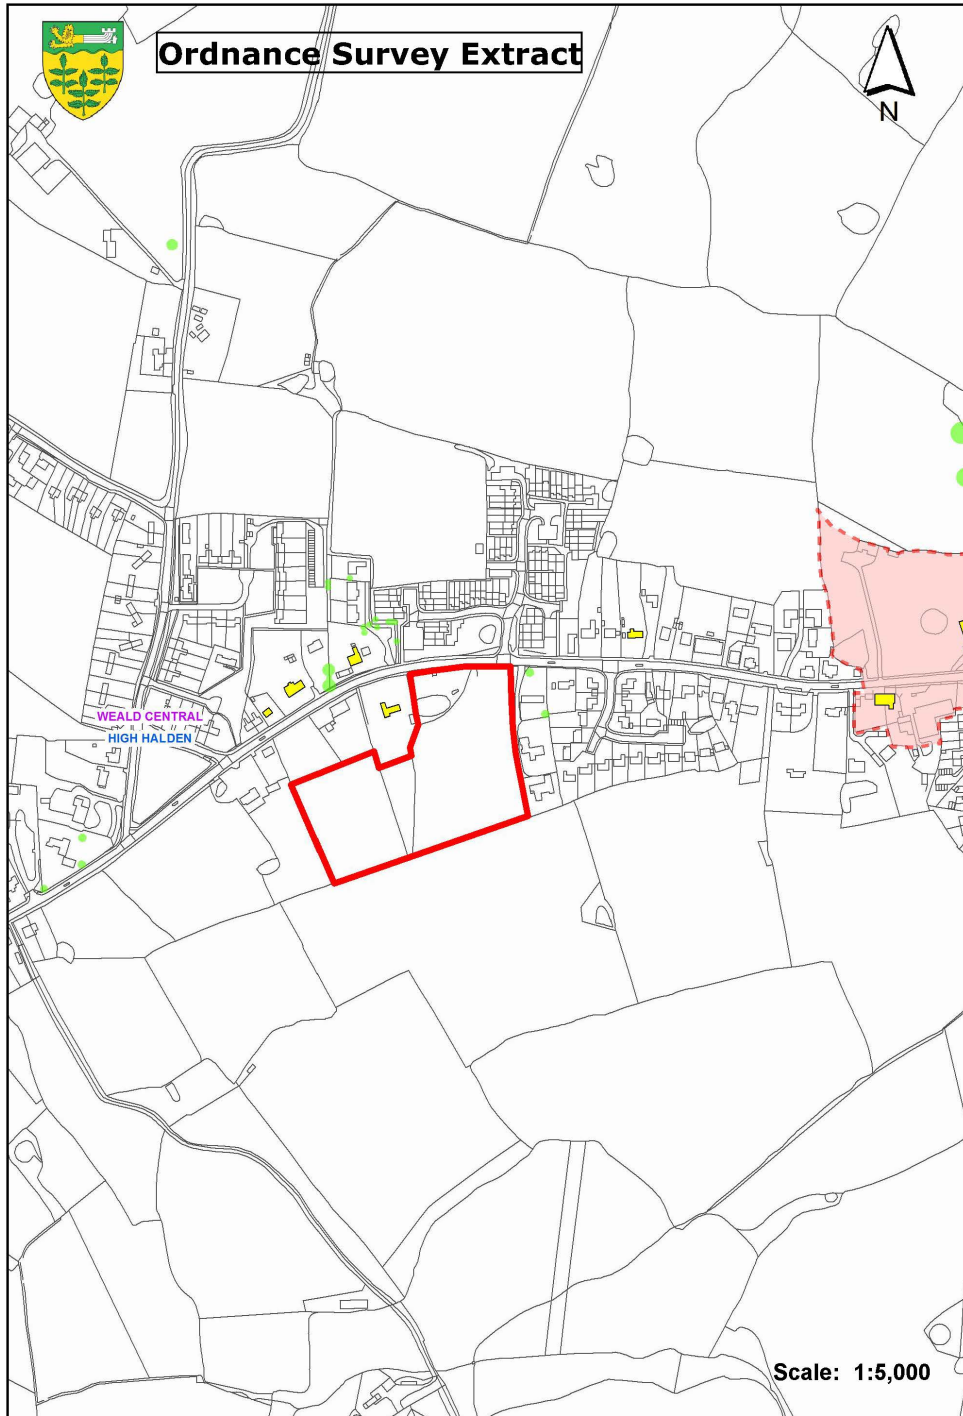 Ordnance Survey Extract
N
WEALD CENTRAL
HIGH HALDEN
Scale: 1:5,000